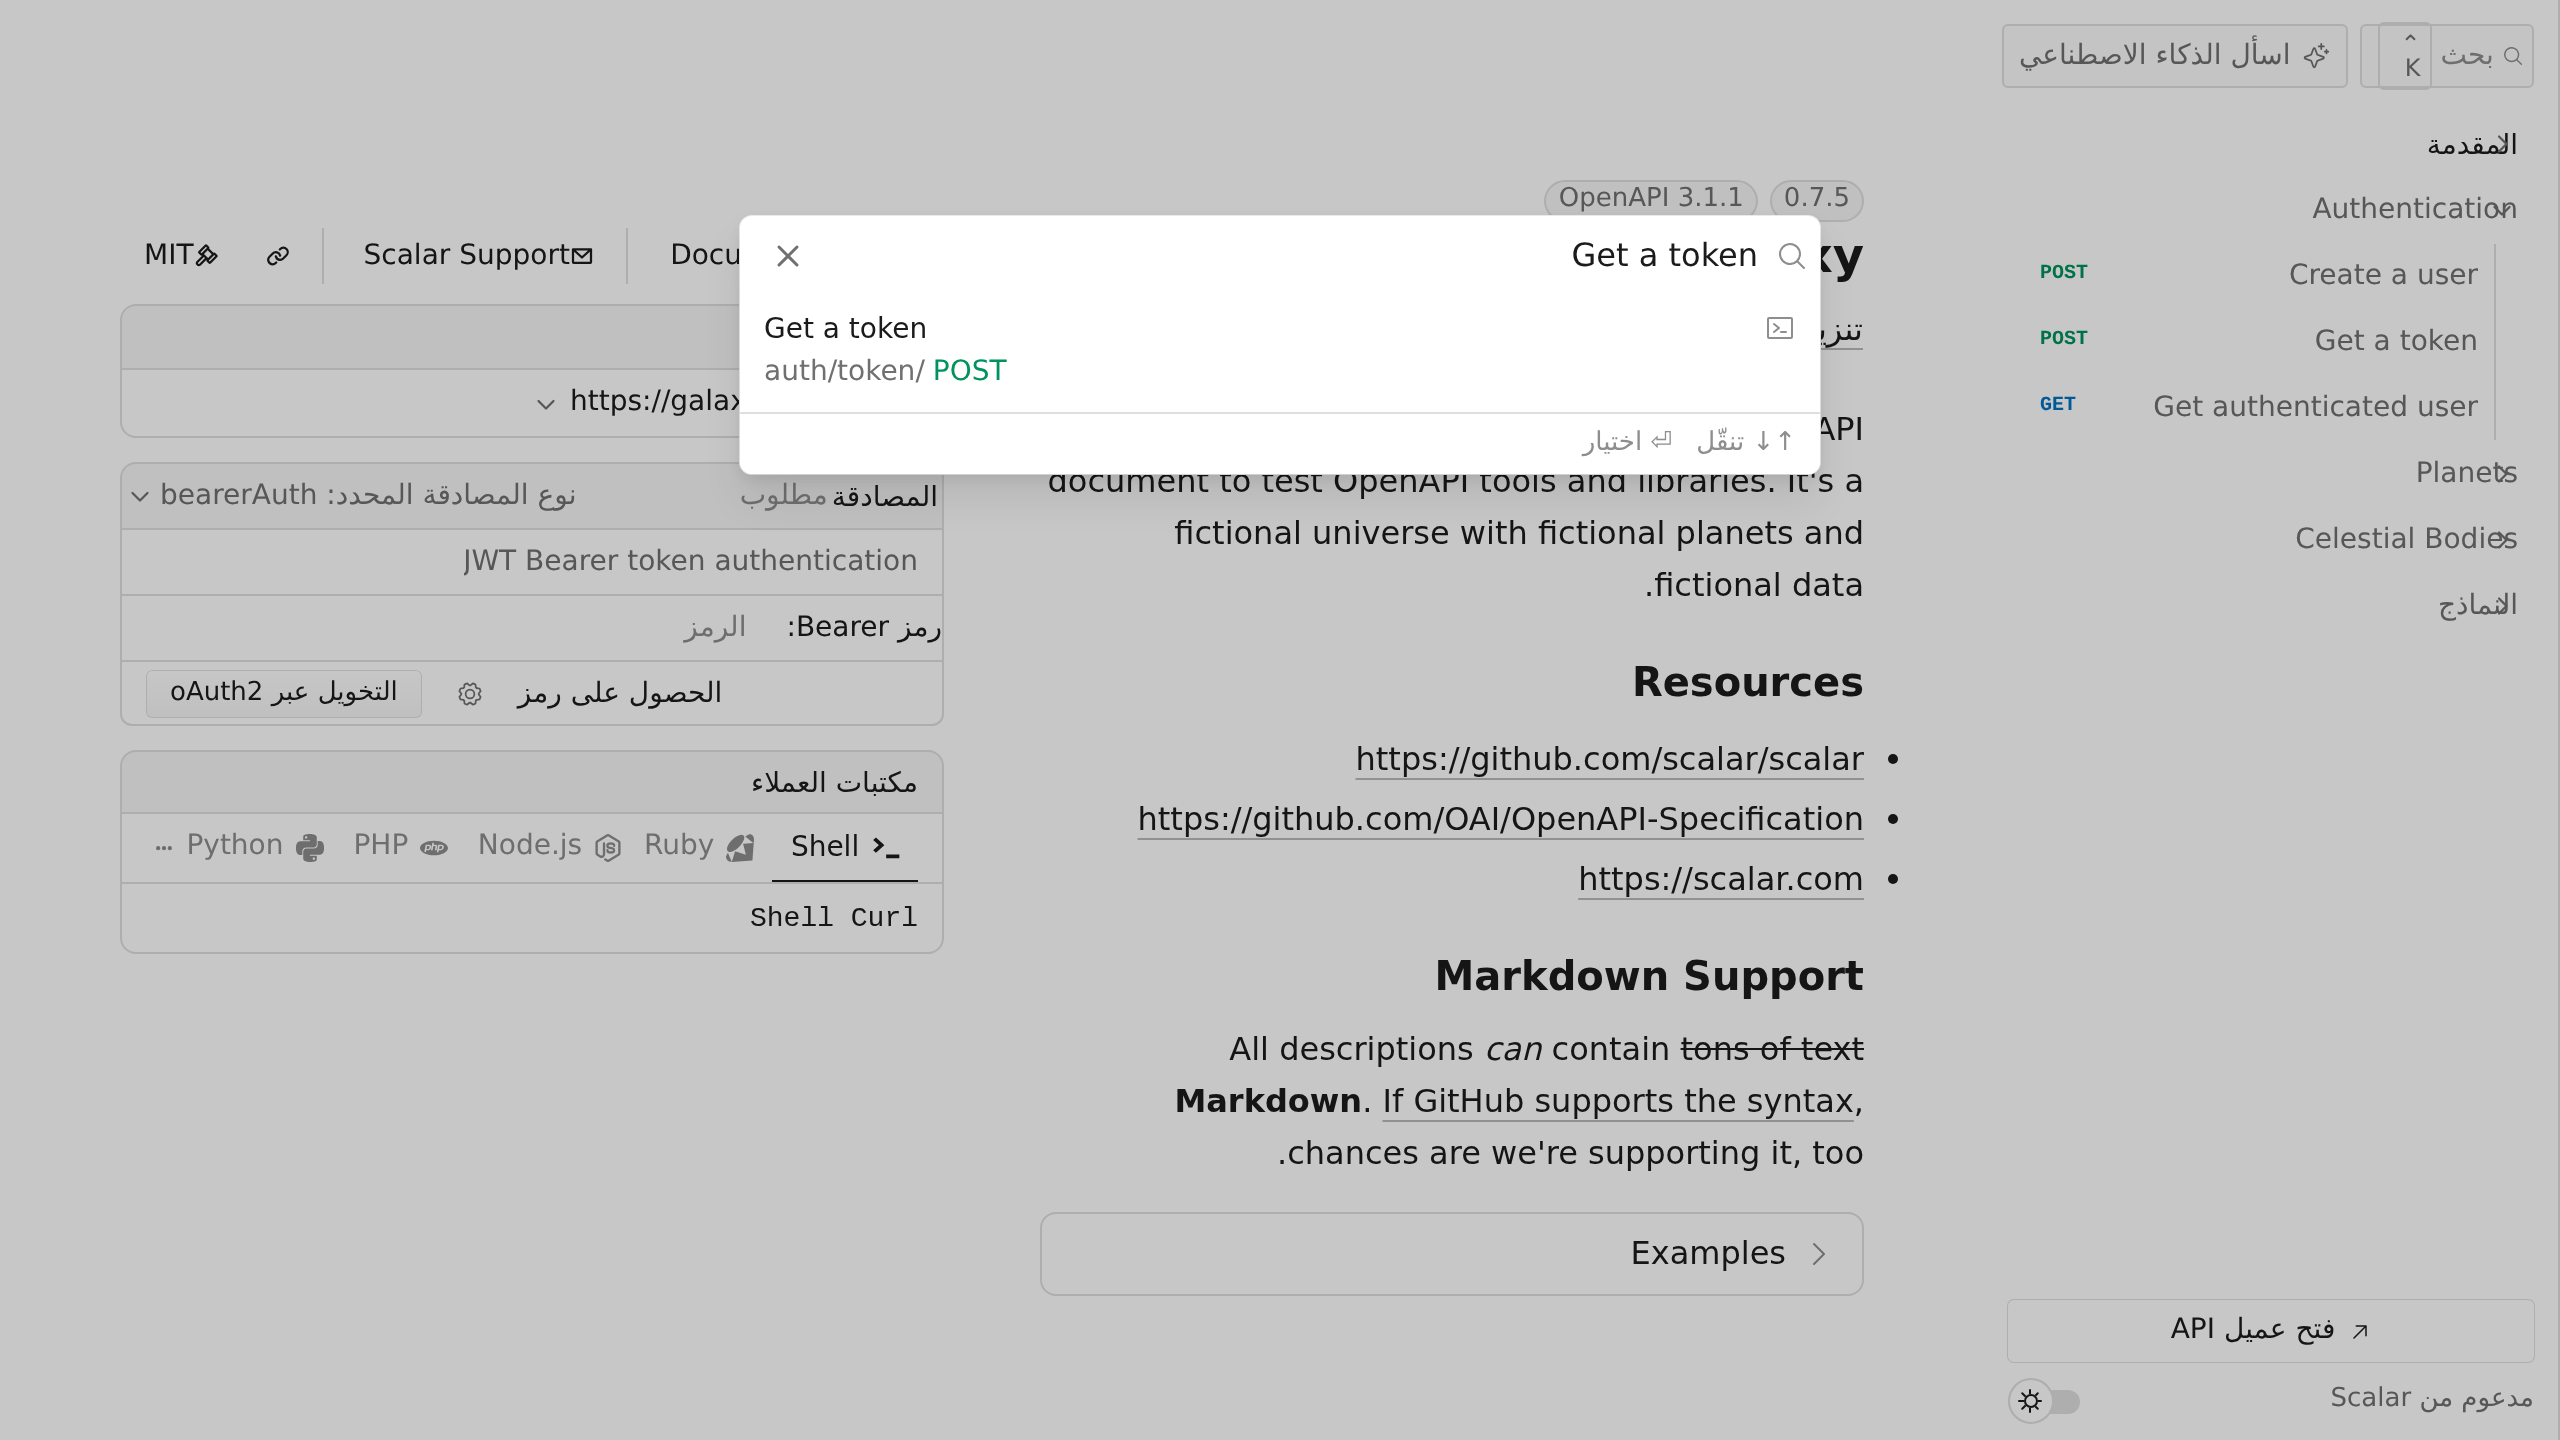 بحث
⌃
K
اسأل الذكاء الاصطناعي
المقدمة
Authentication
Create a user POST
Get a token POST
Get authenticated user GET
Planets
Celestial Bodies
النماذج
فتح عميل API
مدعوم من Scalar
Get a token
Get a token
auth/token/ POST
↑↓ تنقّل ⏎ اختيار
0.7.5 OpenAPI 3.1.1
xy
API
document to test OpenAPI tools and libraries. It's a
fictional universe with fictional planets and
fictional data.
Resources
• https://github.com/scalar/scalar
• https://github.com/OAI/OpenAPI-Specification
• https://scalar.com
Markdown Support
All descriptions can contain tons of text
Markdown. If GitHub supports the syntax,
chances are we're supporting it, too.
Examples
Docu
Scalar Support
MIT
https://galax
المصادقة مطلوب
نوع المصادقة المحدد: bearerAuth
JWT Bearer token authentication
رمز Bearer: الرمز
الحصول على رمز
التخويل عبر oAuth2
مكتبات العملاء
Shell Ruby Node.js PHP Python ...
Shell Curl